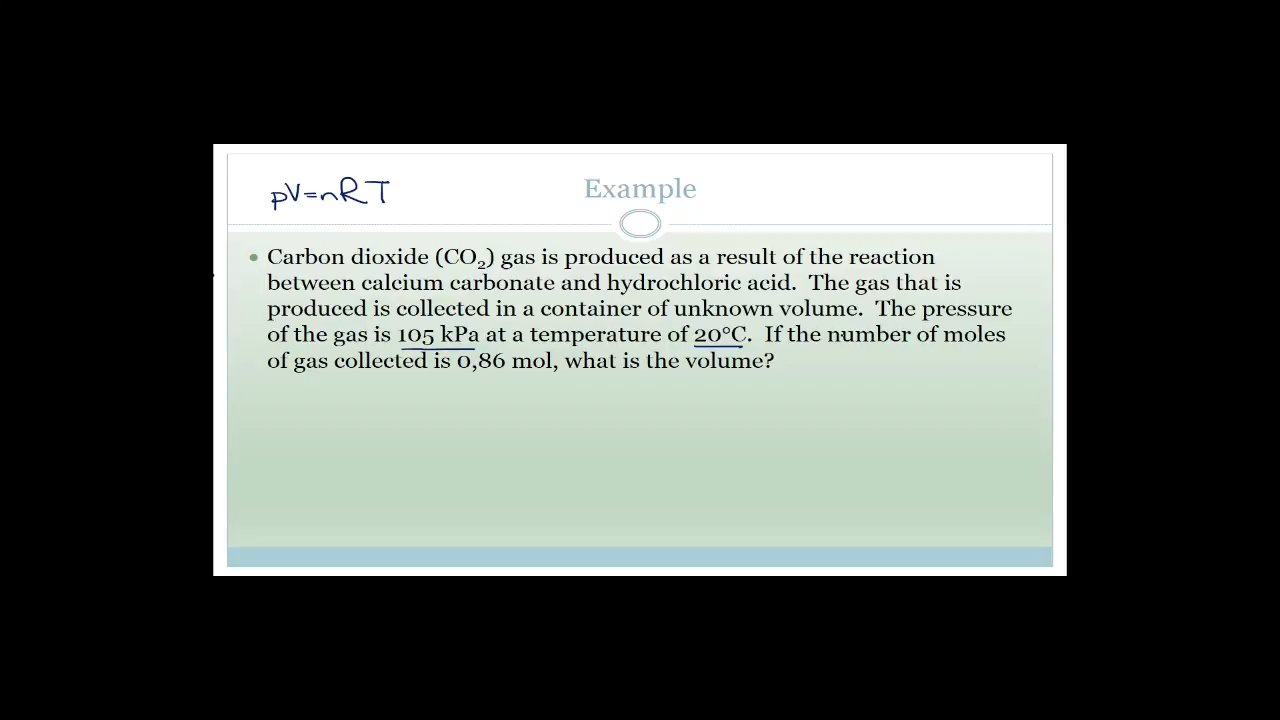 pV=nRT
Example
• Carbon dioxide (CO₂) gas is produced as a result of the reaction
between calcium carbonate and hydrochloric acid.  The gas that is
produced is collected in a container of unknown volume.  The pressure
of the gas is 105 kPa at a temperature of 20°C.  If the number of moles
of gas collected is 0,86 mol, what is the volume?